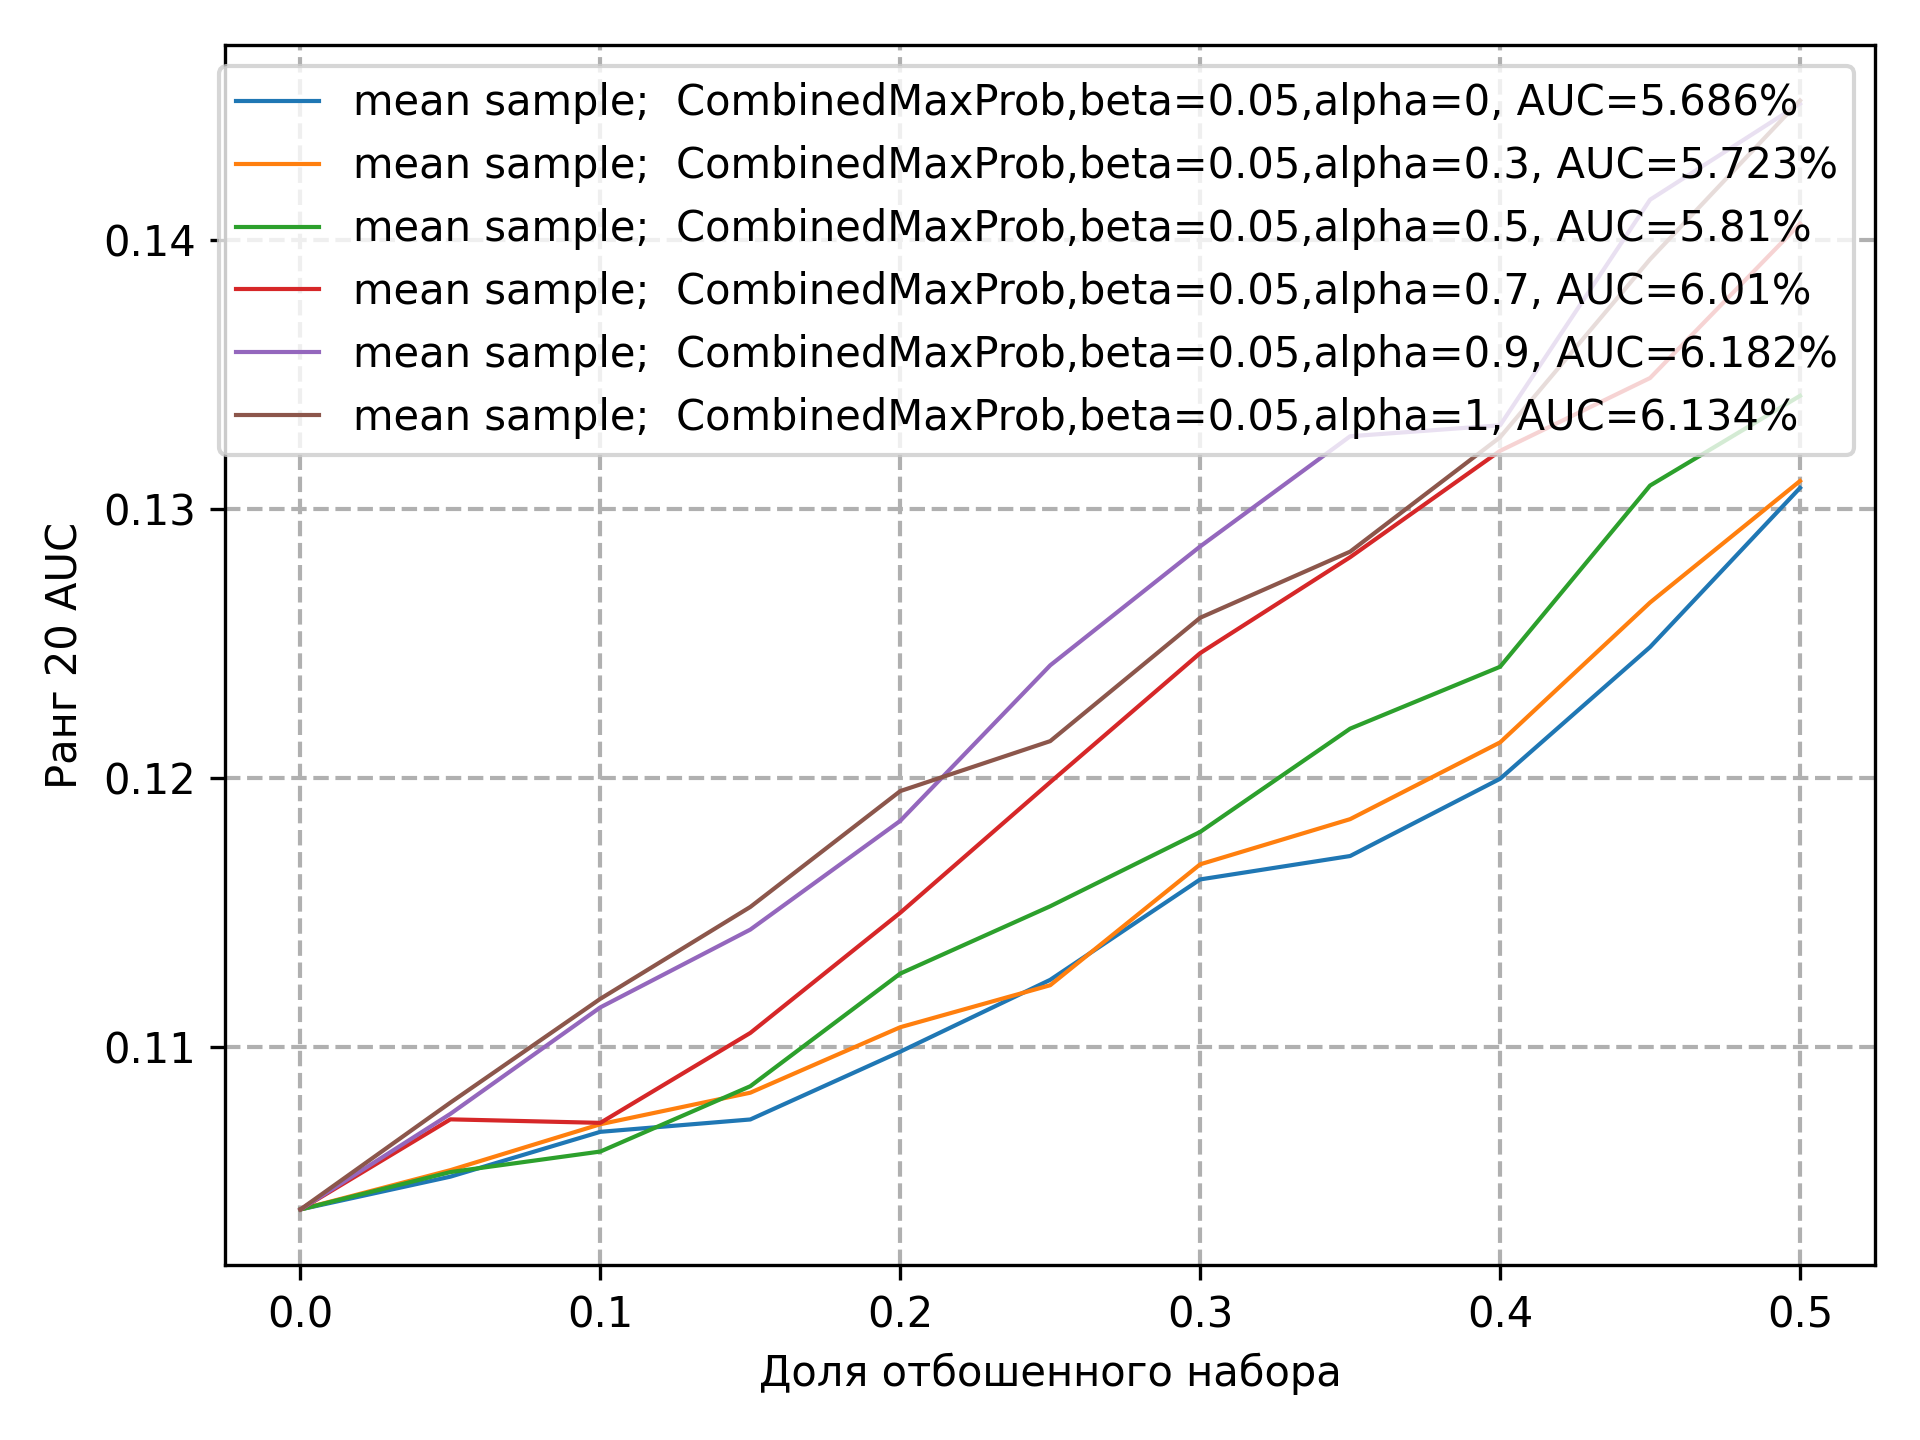 mean sample;  CombinedMaxProb,beta=0.05,alpha=0, AUC=5.686%
mean sample;  CombinedMaxProb,beta=0.05,alpha=0.3, AUC=5.723%
mean sample;  CombinedMaxProb,beta=0.05,alpha=0.5, AUC=5.81%
mean sample;  CombinedMaxProb,beta=0.05,alpha=0.7, AUC=6.01%
mean sample;  CombinedMaxProb,beta=0.05,alpha=0.9, AUC=6.182%
mean sample;  CombinedMaxProb,beta=0.05,alpha=1, AUC=6.134%
0.14
0.13
0.12
0.11
Ранг 20 AUC
0.0 0.1 0.2 0.3 0.4 0.5
Доля отбошенного набора